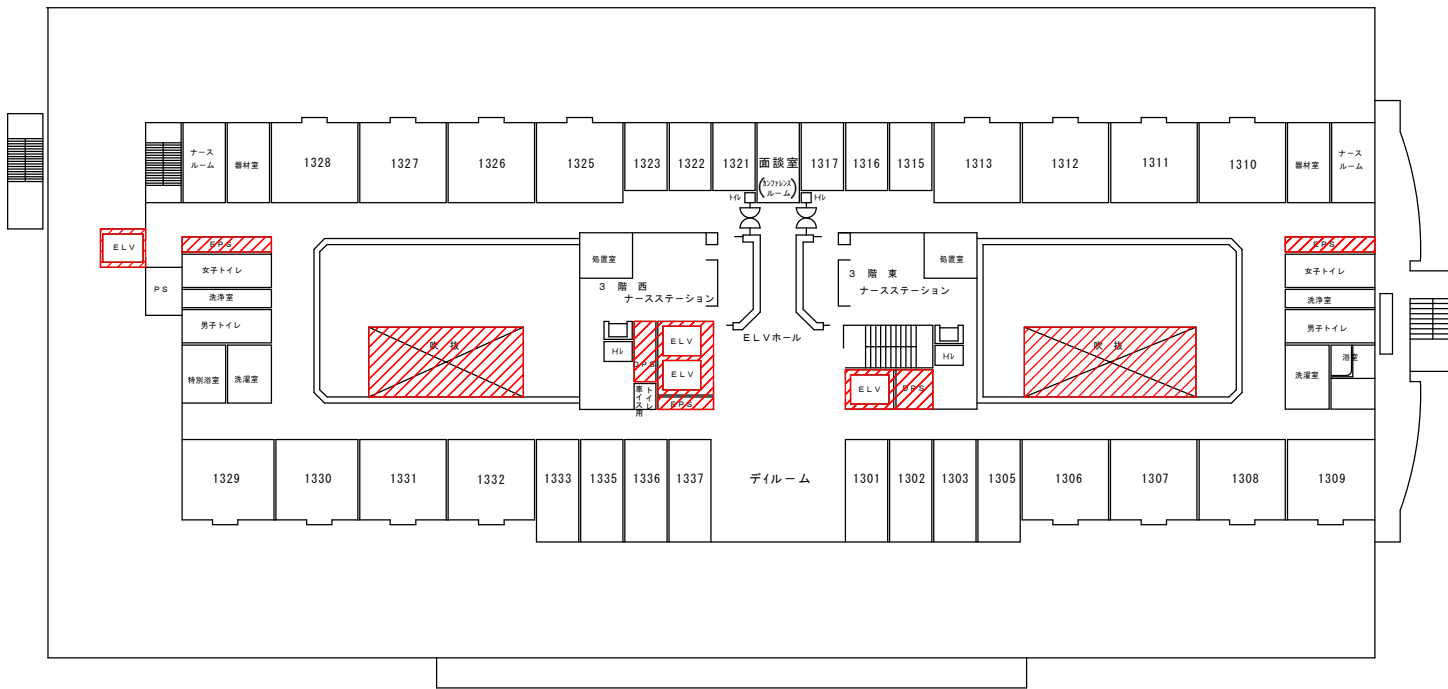 ナース
ルーム
器材室
1328
1327
1326
1325
1323
1322
1321
面談室
(カンファレンス
ルーム)
1317
1316
1315
1313
1312
1311
1310
器材室
ナース
ルーム
トイレ
トイレ
ELV
EPS
女子トイレ
PS
洗浄室
男子トイレ
特別浴室
洗濯室
吹抜
処置室
3階西
ナースステーション
トイレ
DPS
ELV
ELV
車イス用
トイレ
EPS
ELVホール
処置室
3階東
ナースステーション
トイレ
ELV
DPS
吹抜
EPS
女子トイレ
洗浄室
男子トイレ
洗濯室
浴室
1329
1330
1331
1332
1333
1335
1336
1337
デイルーム
1301
1302
1303
1305
1306
1307
1308
1309